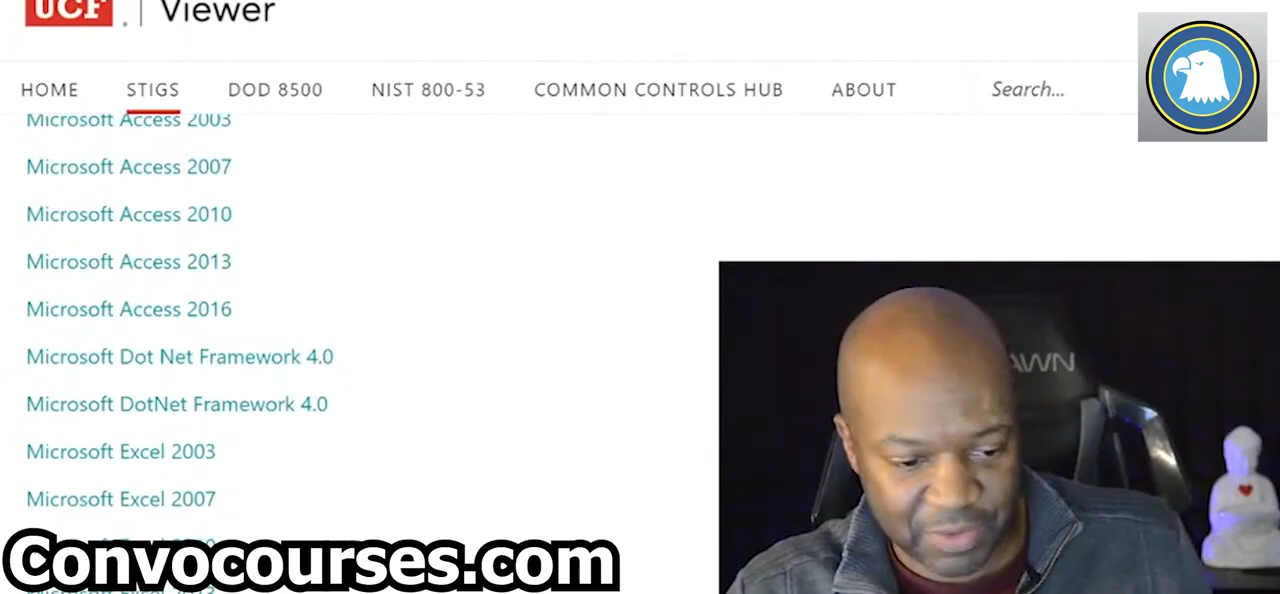 UCF
Viewer
HOME STIGS DOD 8500 NIST 800-53 COMMON CONTROLS HUB ABOUT Search...
Microsoft Access 2003
Microsoft Access 2007
Microsoft Access 2010
Microsoft Access 2013
Microsoft Access 2016
Microsoft Dot Net Framework 4.0
Microsoft DotNet Framework 4.0
Microsoft Excel 2003
Microsoft Excel 2007
Convocourses.com
AWN